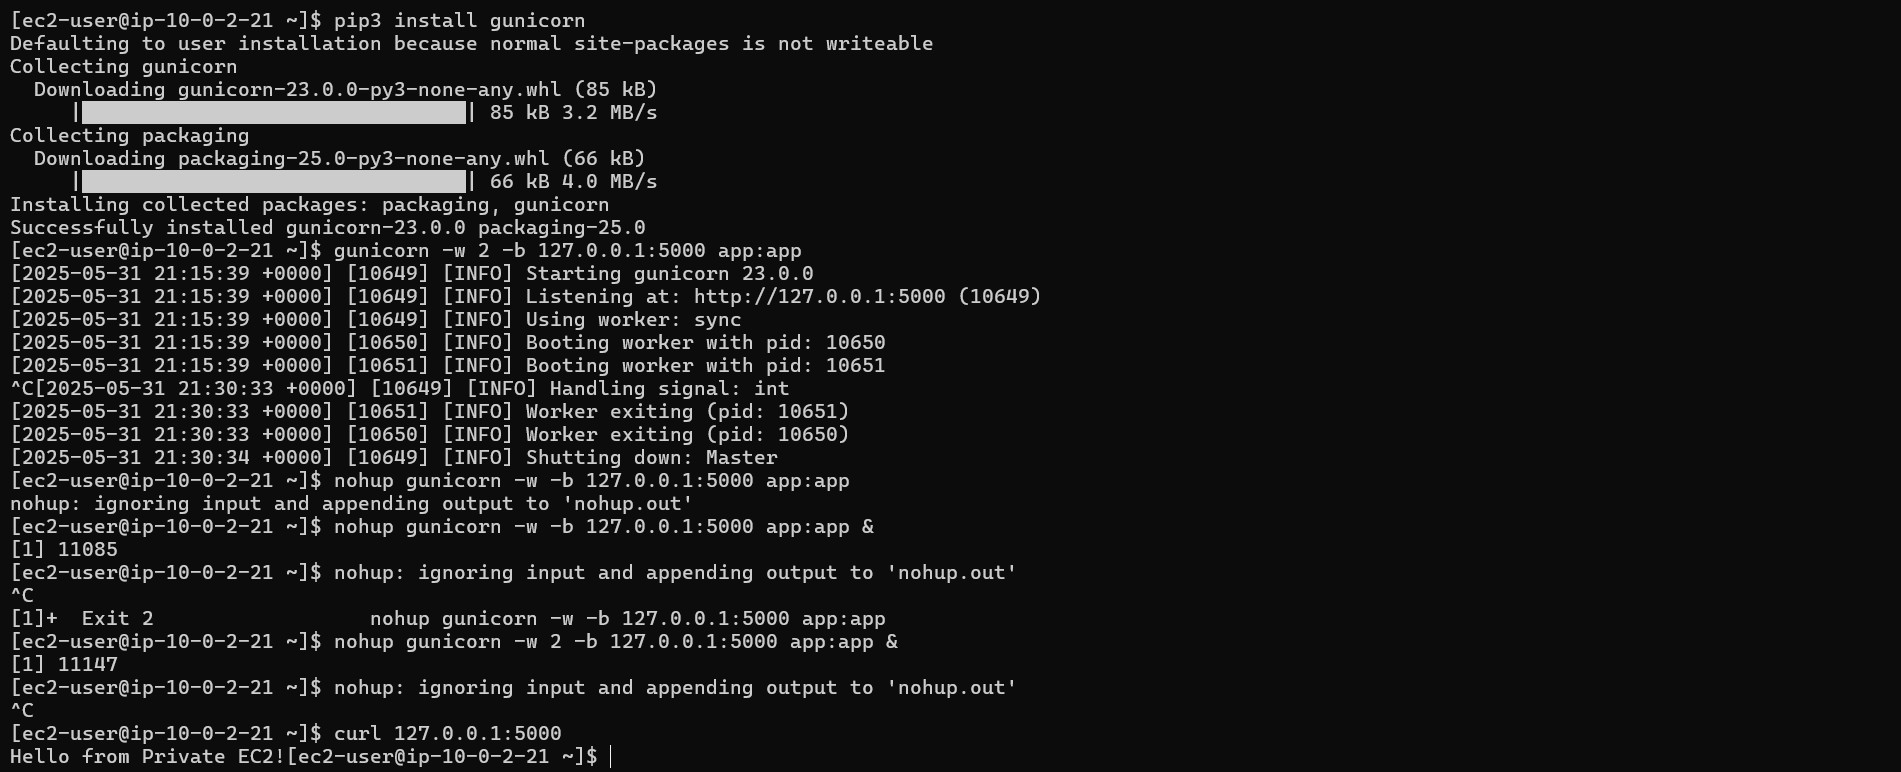 [ec2-user@ip-10-0-2-21 ~]$ pip3 install gunicorn
Defaulting to user installation because normal site-packages is not writeable
Collecting gunicorn
  Downloading gunicorn-23.0.0-py3-none-any.whl (85 kB)
     |████████████████████████████████| 85 kB 3.2 MB/s
Collecting packaging
  Downloading packaging-25.0-py3-none-any.whl (66 kB)
     |████████████████████████████████| 66 kB 4.0 MB/s
Installing collected packages: packaging, gunicorn
Successfully installed gunicorn-23.0.0 packaging-25.0
[ec2-user@ip-10-0-2-21 ~]$ gunicorn -w 2 -b 127.0.0.1:5000 app:app
[2025-05-31 21:15:39 +0000] [10649] [INFO] Starting gunicorn 23.0.0
[2025-05-31 21:15:39 +0000] [10649] [INFO] Listening at: http://127.0.0.1:5000 (10649)
[2025-05-31 21:15:39 +0000] [10649] [INFO] Using worker: sync
[2025-05-31 21:15:39 +0000] [10650] [INFO] Booting worker with pid: 10650
[2025-05-31 21:15:39 +0000] [10651] [INFO] Booting worker with pid: 10651
^C[2025-05-31 21:30:33 +0000] [10649] [INFO] Handling signal: int
[2025-05-31 21:30:33 +0000] [10651] [INFO] Worker exiting (pid: 10651)
[2025-05-31 21:30:33 +0000] [10650] [INFO] Worker exiting (pid: 10650)
[2025-05-31 21:30:34 +0000] [10649] [INFO] Shutting down: Master
[ec2-user@ip-10-0-2-21 ~]$ nohup gunicorn -w -b 127.0.0.1:5000 app:app
nohup: ignoring input and appending output to 'nohup.out'
[ec2-user@ip-10-0-2-21 ~]$ nohup gunicorn -w -b 127.0.0.1:5000 app:app &
[1] 11085
[ec2-user@ip-10-0-2-21 ~]$ nohup: ignoring input and appending output to 'nohup.out'
^C
[1]+  Exit 2                  nohup gunicorn -w -b 127.0.0.1:5000 app:app
[ec2-user@ip-10-0-2-21 ~]$ nohup gunicorn -w 2 -b 127.0.0.1:5000 app:app &
[1] 11147
[ec2-user@ip-10-0-2-21 ~]$ nohup: ignoring input and appending output to 'nohup.out'
^C
[ec2-user@ip-10-0-2-21 ~]$ curl 127.0.0.1:5000
Hello from Private EC2![ec2-user@ip-10-0-2-21 ~]$